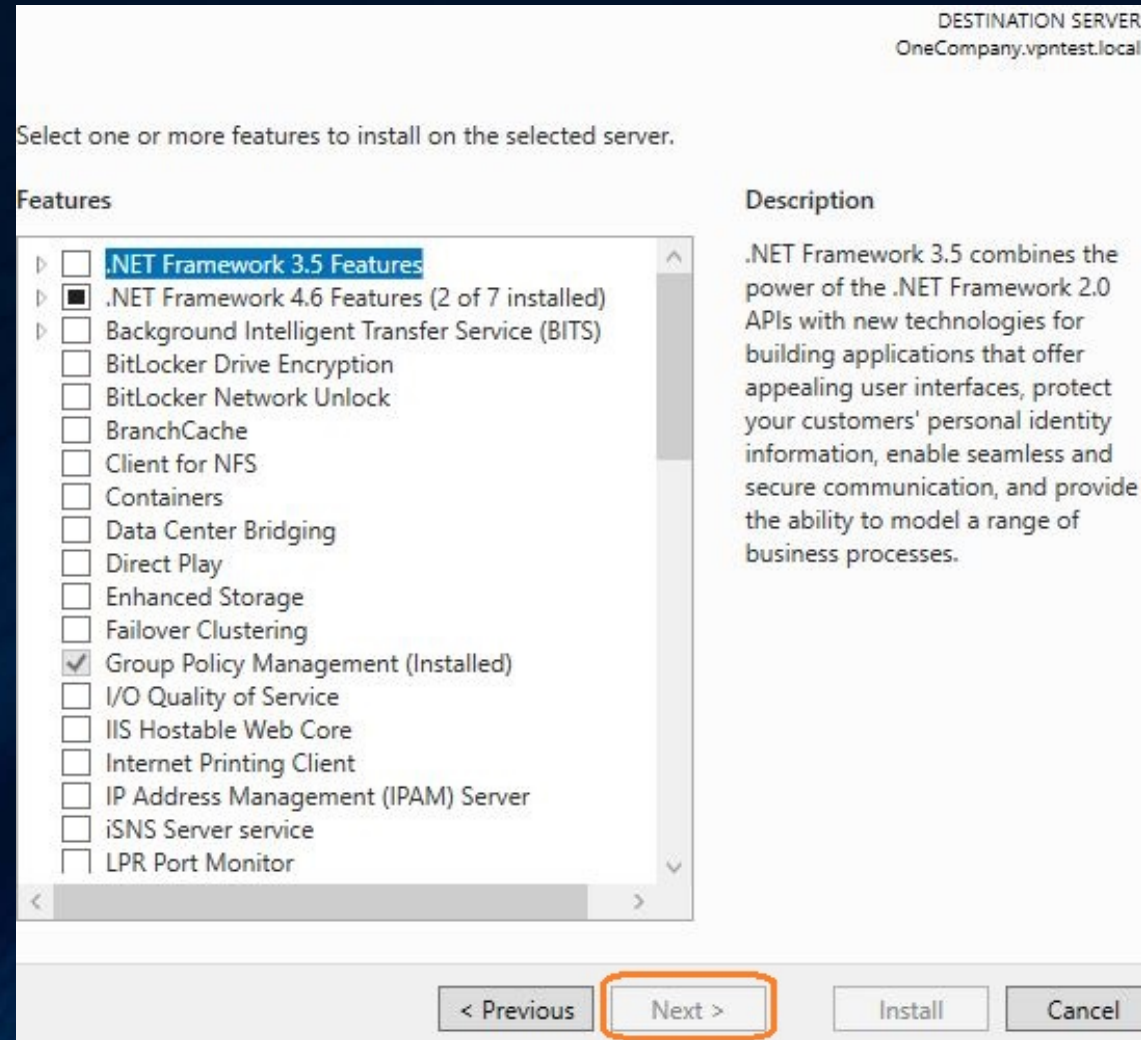 DESTINATION SERVER
OneCompany.vpntest.local
Select one or more features to install on the selected server.
Features
.NET Framework 3.5 Features
.NET Framework 4.6 Features (2 of 7 installed)
Background Intelligent Transfer Service (BITS)
BitLocker Drive Encryption
BitLocker Network Unlock
BranchCache
Client for NFS
Containers
Data Center Bridging
Direct Play
Enhanced Storage
Failover Clustering
Group Policy Management (Installed)
I/O Quality of Service
IIS Hostable Web Core
Internet Printing Client
IP Address Management (IPAM) Server
iSNS Server service
LPR Port Monitor
Description
.NET Framework 3.5 combines the
power of the .NET Framework 2.0
APIs with new technologies for
building applications that offer
appealing user interfaces, protect
your customers' personal identity
information, enable seamless and
secure communication, and provide
the ability to model a range of
business processes.
< Previous
Next >
Install
Cancel